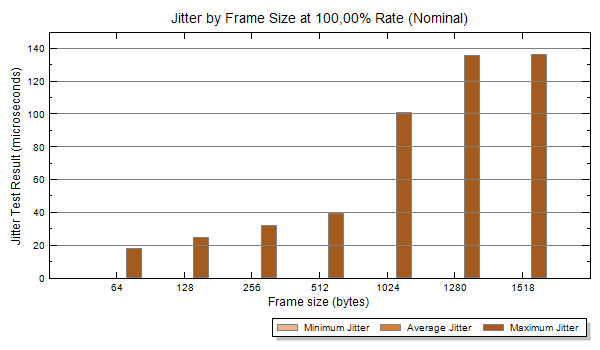 Jitter by Frame Size at 100,00% Rate (Nominal)
Jitter Test Result (microseconds)
140
120
100
80
60
40
20
0
64 128 256 512 1024 1280 1518
Frame size (bytes)
Minimum Jitter Average Jitter Maximum Jitter